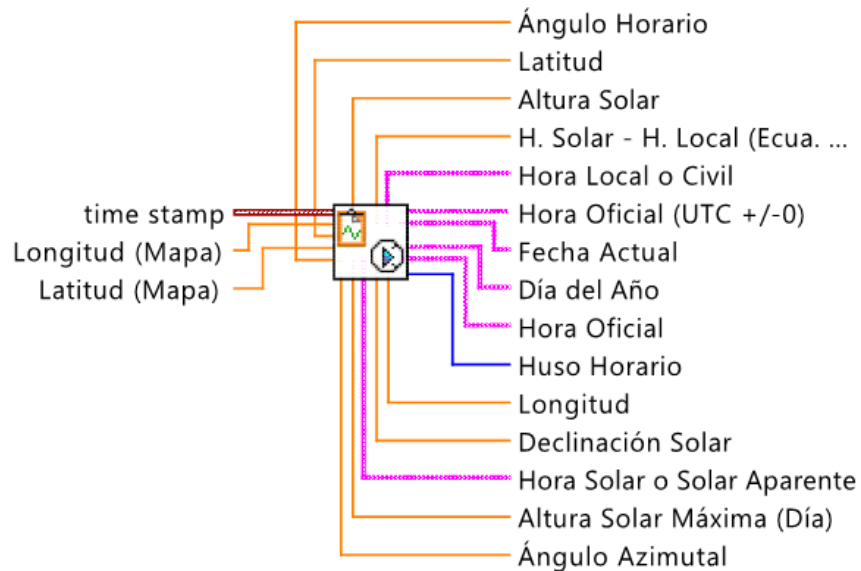 time stamp
Longitud (Mapa)
Latitud (Mapa)
Ángulo Horario
Latitud
Altura Solar
H. Solar - H. Local (Ecua. ...
Hora Local o Civil
Hora Oficial (UTC +/-0)
Fecha Actual
Día del Año
Hora Oficial
Huso Horario
Longitud
Declinación Solar
Hora Solar o Solar Aparente
Altura Solar Máxima (Día)
Ángulo Azimutal